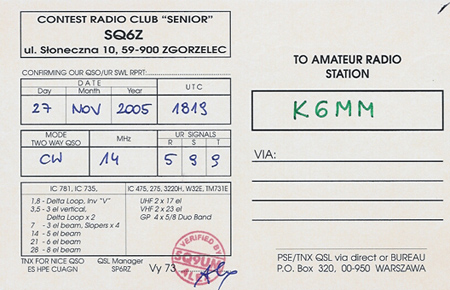 CONTEST RADIO CLUB "SENIOR"
SQ6Z
ul. Słoneczna 10, 59-900 ZGORZELEC
CONFIRMING OUR QSO/UR SWL RPRT:
DATE
UTC
Day Month Year
27 NOV 2005 1819
MODE
TWO WAY QSO
MHz
UR SIGNALS
R S T
CW 14 5 9 9
IC 781, IC 735,
1,8 - Delta Loop, Inv "V"
3,5 - 3 el vertical,
Delta Loop x 2
7 - 3 el beam, Slopers x 4
14 - 5 el beam
21 - 6 el beam
28 - 8 el beam
IC 475, 275, 3220H, W32E, TM731E
UHF 2 x 17 el
VHF 2 x 23 el
GP 4 x 5/8 Duo Band
TNX FOR NICE QSO
ES HPE CUAGN
QSL Manager
SP6RZ
Vy 73
VERIFIED BY
SQ9UM
TO AMATEUR RADIO
STATION
K6MM
VIA:
PSE/TNX QSL via direct or BUREAU
P.O. Box 320, 00-950 WARSZAWA